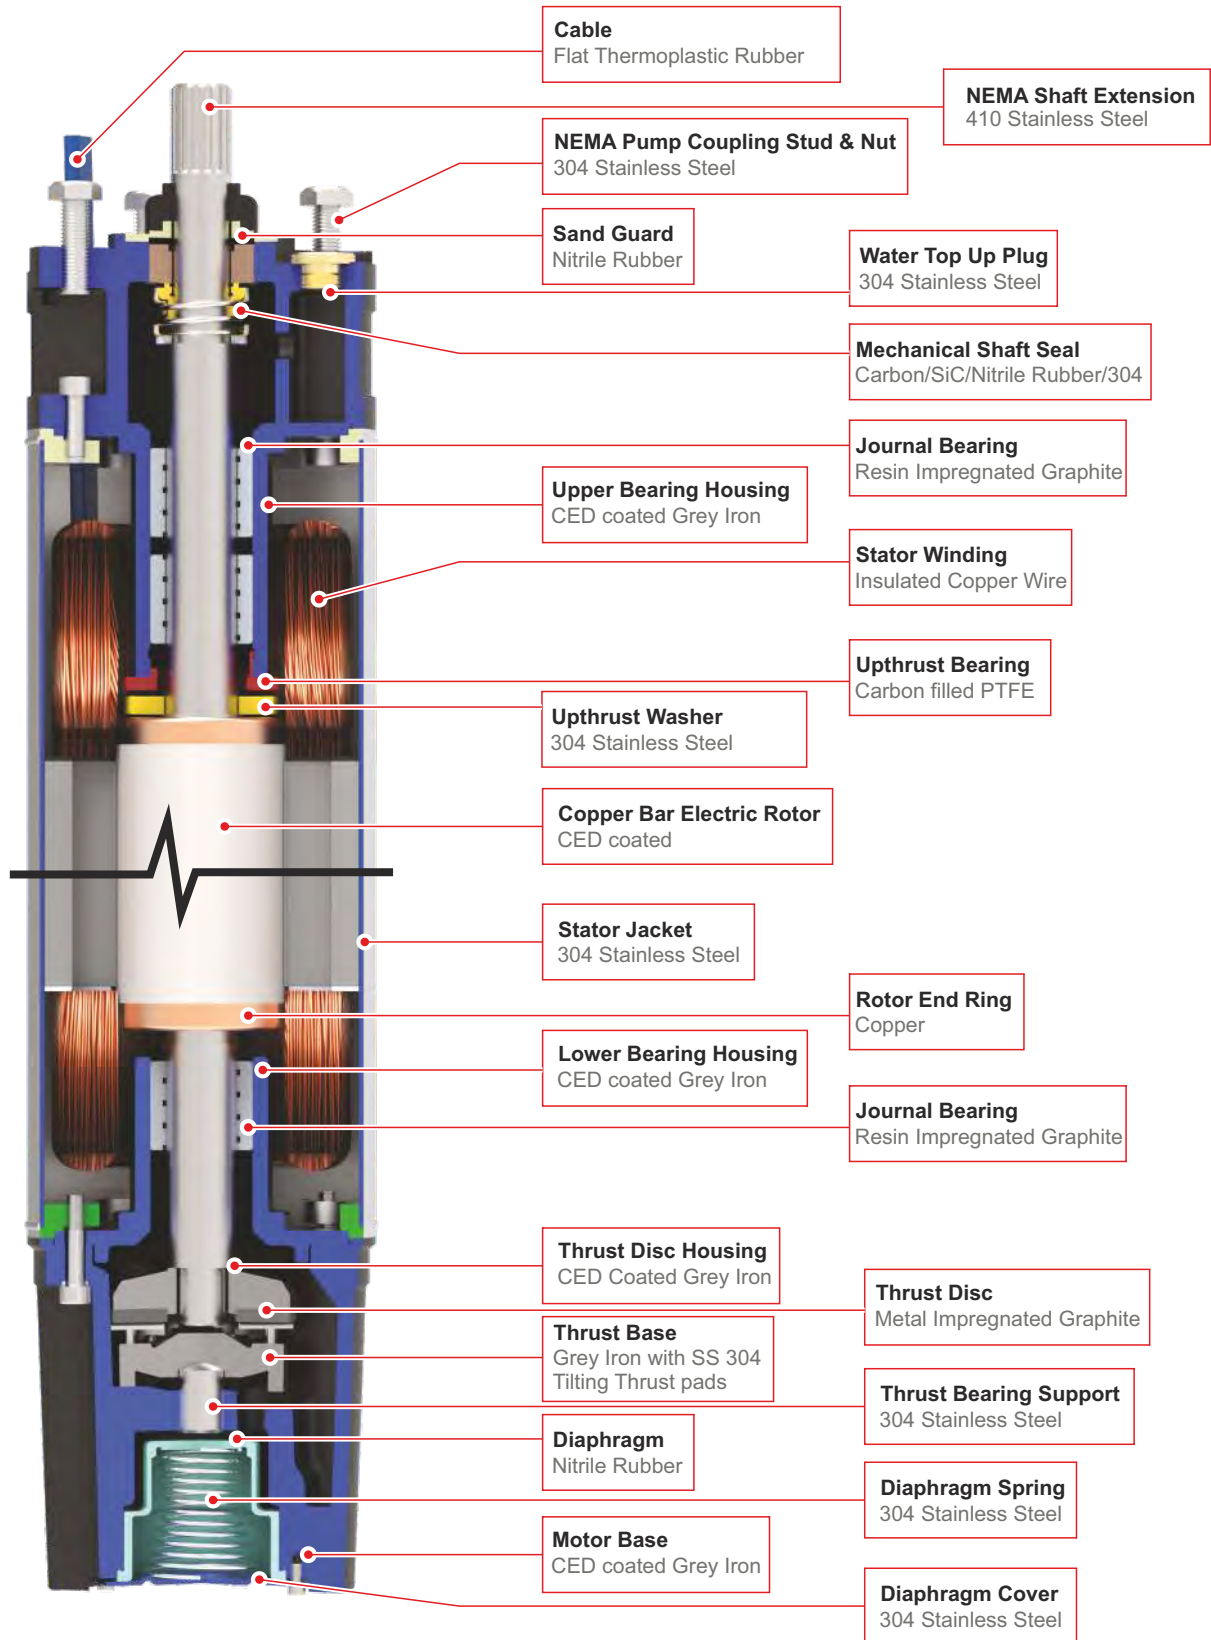 Cable
Flat Thermoplastic Rubber
NEMA Shaft Extension
410 Stainless Steel
NEMA Pump Coupling Stud & Nut
304 Stainless Steel
Sand Guard
Nitrile Rubber
Water Top Up Plug
304 Stainless Steel
Mechanical Shaft Seal
Carbon/SiC/Nitrile Rubber/304
Journal Bearing
Resin Impregnated Graphite
Upper Bearing Housing
CED coated Grey Iron
Stator Winding
Insulated Copper Wire
Upthrust Bearing
Carbon filled PTFE
Upthrust Washer
304 Stainless Steel
Copper Bar Electric Rotor
CED coated
Stator Jacket
304 Stainless Steel
Rotor End Ring
Copper
Lower Bearing Housing
CED coated Grey Iron
Journal Bearing
Resin Impregnated Graphite
Thrust Disc Housing
CED Coated Grey Iron
Thrust Disc
Metal Impregnated Graphite
Thrust Base
Grey Iron with SS 304
Tilting Thrust pads
Thrust Bearing Support
304 Stainless Steel
Diaphragm
Nitrile Rubber
Diaphragm Spring
304 Stainless Steel
Motor Base
CED coated Grey Iron
Diaphragm Cover
304 Stainless Steel